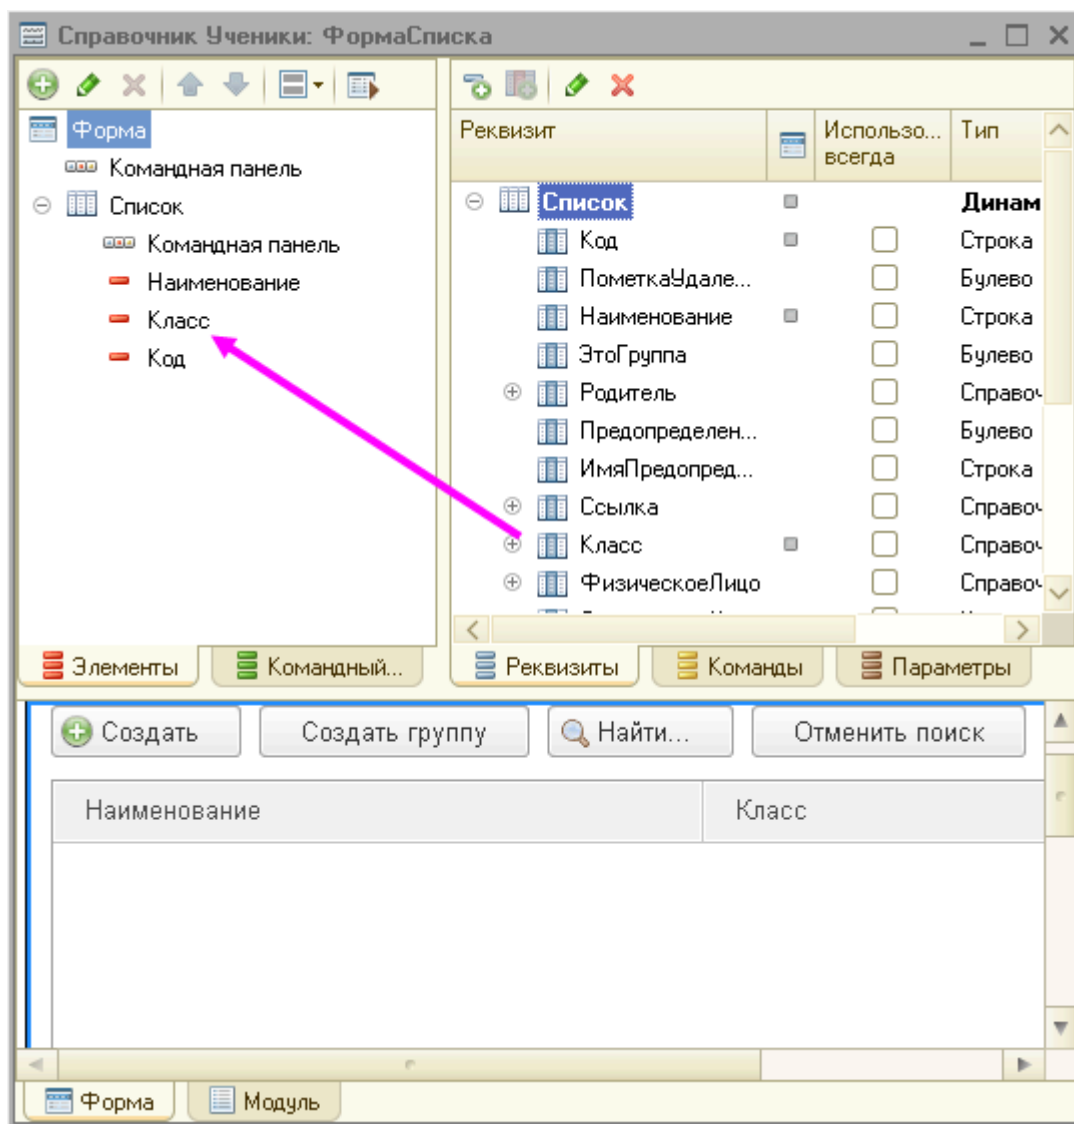 Справочник Ученики: ФормаСписка
Форма
Командная панель
Список
Командная панель
Наименование
Класс
Код
Элементы
Командный...
Реквизит
Использо... всегда
Тип
Список
Динам
Код
Строка
ПометкаУдале...
Булево
Наименование
Строка
ЭтоГруппа
Булево
Родитель
Справоч
Предопределен...
Булево
ИмяПредопред...
Строка
Ссылка
Справоч
Класс
Справоч
ФизическоеЛицо
Справоч
Реквизиты
Команды
Параметры
Создать
Создать группу
Найти...
Отменить поиск
Наименование
Класс
Форма
Модуль